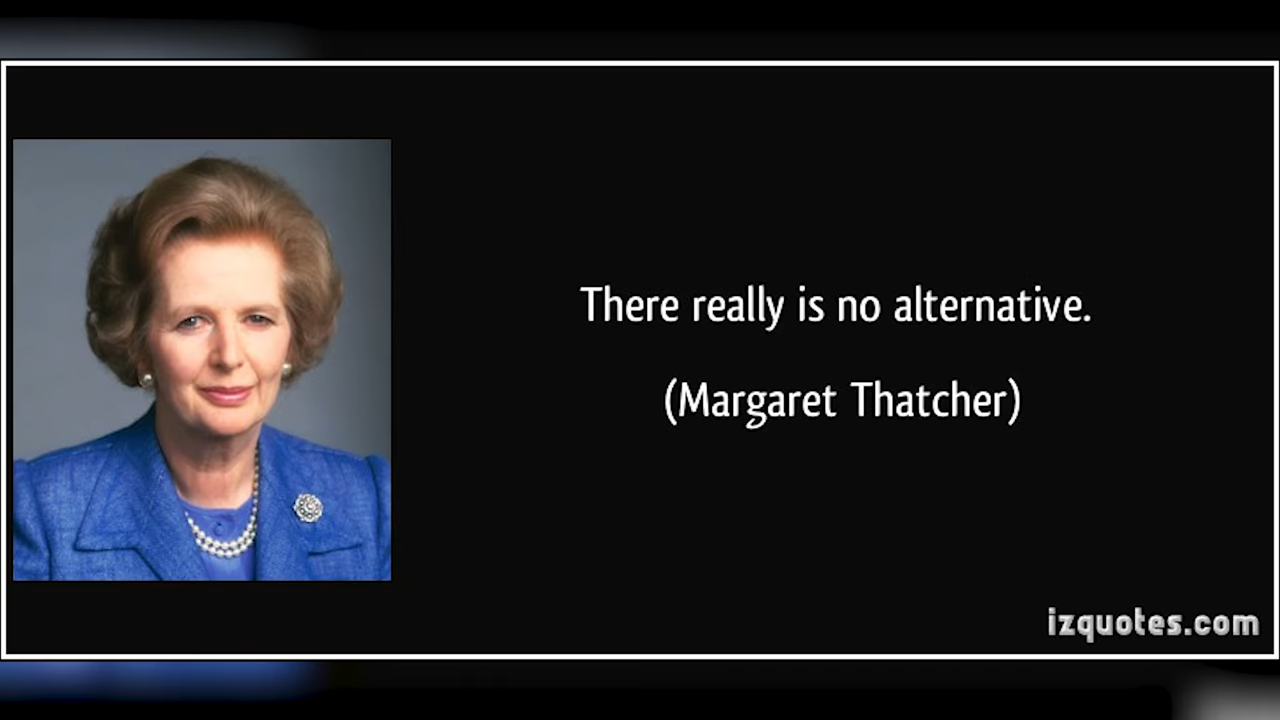 There really is no alternative.
(Margaret Thatcher)
izquotes.com